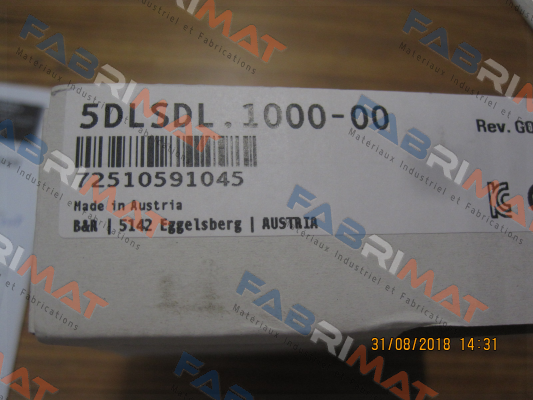 5DLSDL.1000-00
Rev. G0
72510591045
Made in Austria
B&R | 5142 Eggelsberg | AUSTRIA
FABRIMAT
Matériaux Industriel et Fabrications
31/08/2018 14:31